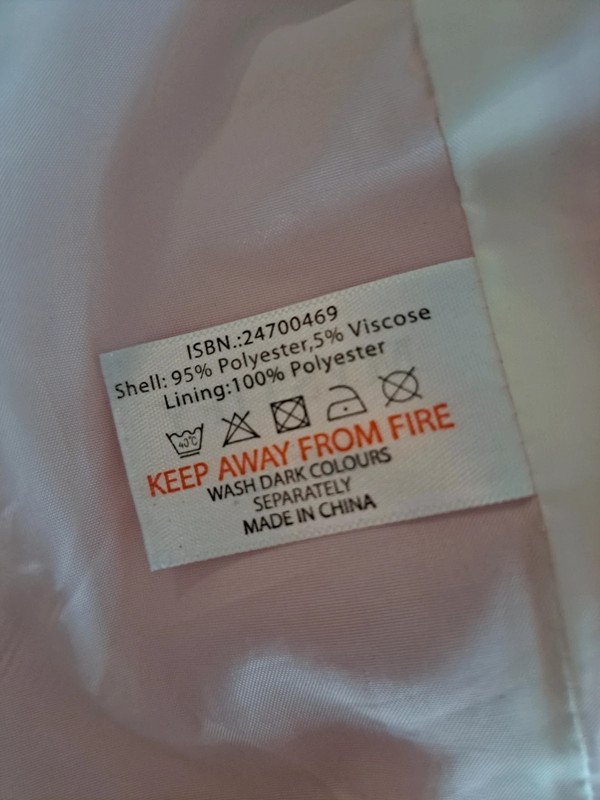 ISBN.:24700469
Shell: 95% Polyester,5% Viscose
Lining:100% Polyester
40°C
KEEP AWAY FROM FIRE
WASH DARK COLOURS
SEPARATELY
MADE IN CHINA